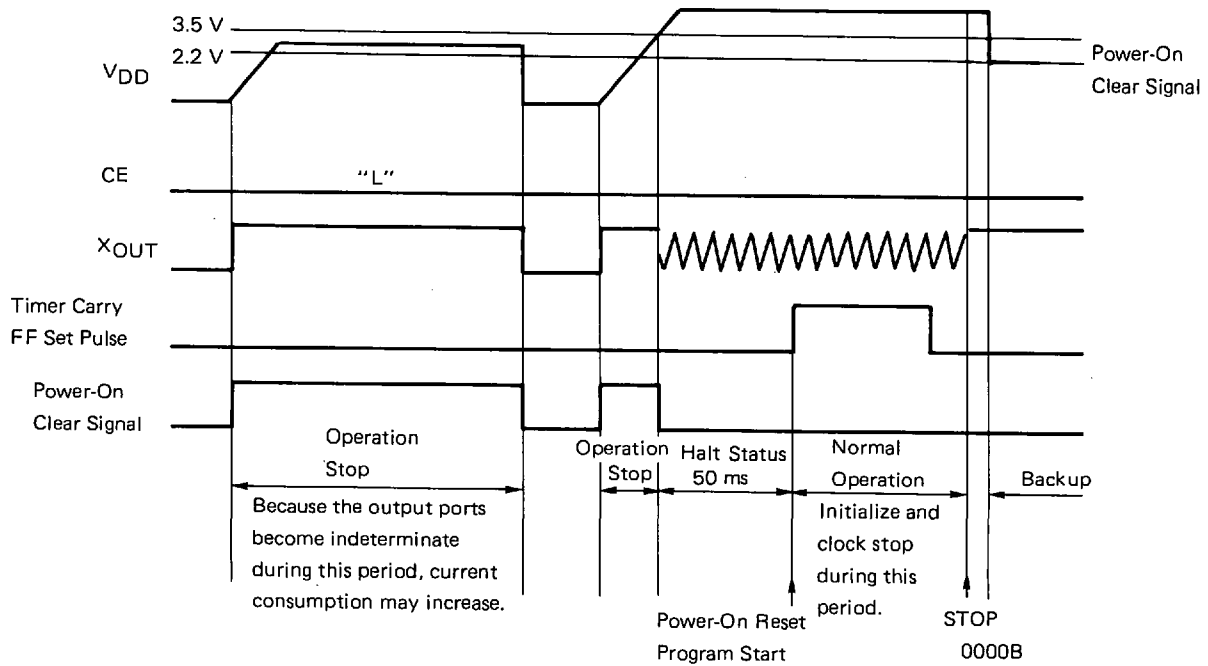 3.5 V
2.2 V
VDD
Power-On
Clear Signal
CE
"L"
XOUT
Timer Carry
FF Set Pulse
Power-On
Clear Signal
Operation
Stop
Operation
Stop
Halt Status
50 ms
Normal
Operation
Backup
Because the output ports
become indeterminate
during this period, current
consumption may increase.
Initialize and
clock stop
during this
period.
Power-On Reset
Program Start
STOP
0000B